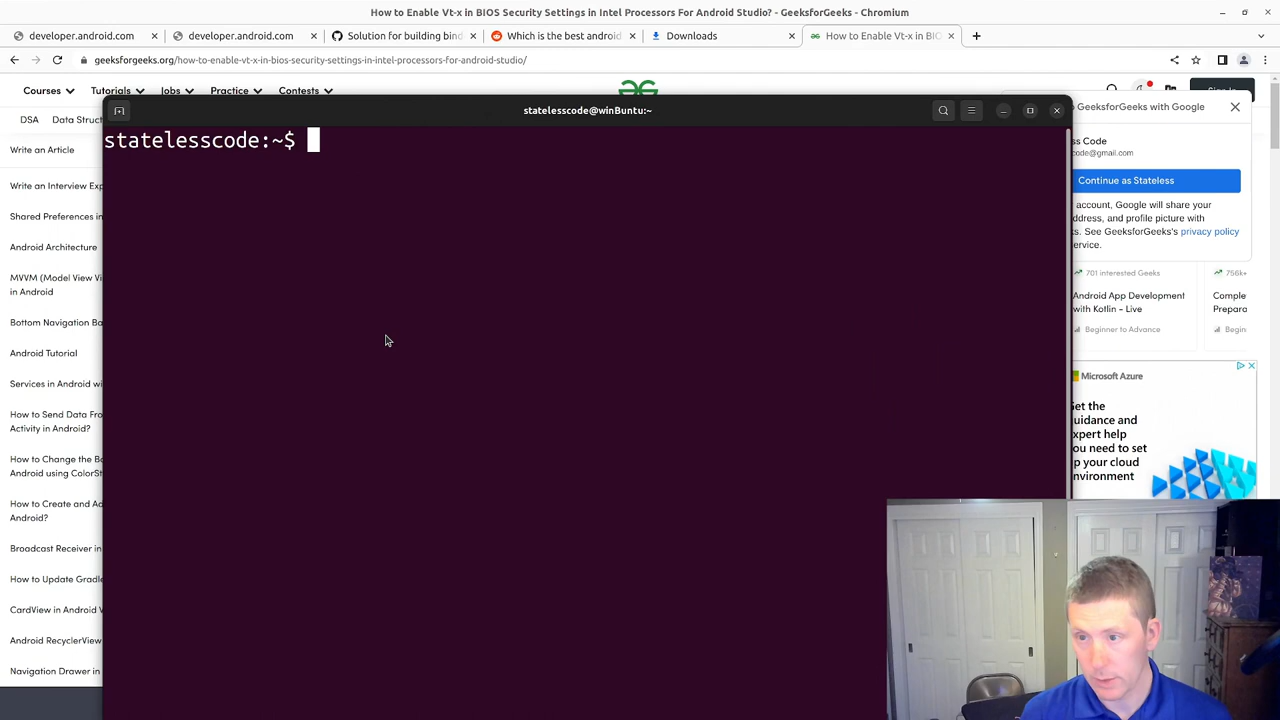 How to Enable Vt-x in BIOS Security Settings in Intel Processors For Android Studio? - GeeksforGeeks - Chromium
developer.android.com
developer.android.com
Solution for building bind
Which is the best android
Downloads
How to Enable Vt-x in BI
geeksforgeeks.org/how-to-enable-vt-x-in-bios-security-settings-in-intel-processors-for-android-studio/
Courses
Tutorials
Jobs
Practice
Contests
DSA
Data Struct
Write an Article
Write an Interview Exp
Shared Preferences in
Android Architecture
MVVM (Model View Vi
in Android
Bottom Navigation Ba
Android Tutorial
Services in Android wi
How to Send Data Fro
Activity in Android?
How to Change the Ba
Android using ColorSt
How to Create and Ad
Android?
Broadcast Receiver in
How to Update Gradle
CardView in Android W
Android RecyclerView
Navigation Drawer in
statelesscode@winBuntu:~
statelesscode:~$
o GeeksforGeeks with Google
ss Code
code@gmail.com
Continue as Stateless
account, Google will share your
ddress, and profile picture with
ks. See GeeksforGeeks's privacy policy
ervice.
701 interested Geeks
Android App Development
with Kotlin - Live
Beginner to Advance
756k+
Comple
Prepara
Begin
Microsoft Azure
Get the
guidance and
expert help
you need to set
up your cloud
environment